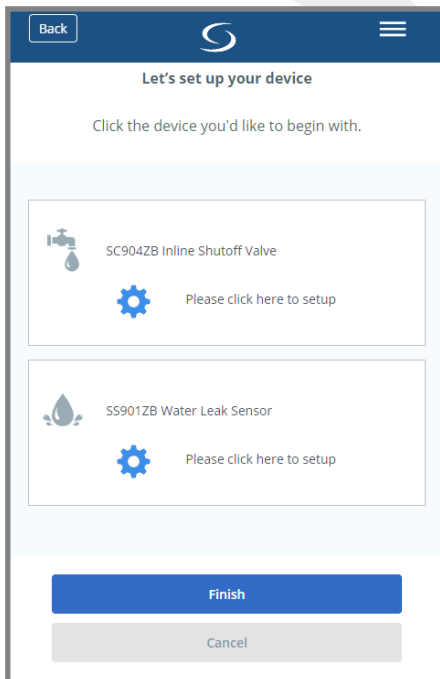 Back
Let's set up your device
Click the device you'd like to begin with.
SC904ZB Inline Shutoff Valve
Please click here to setup
SS901ZB Water Leak Sensor
Please click here to setup
Finish
Cancel